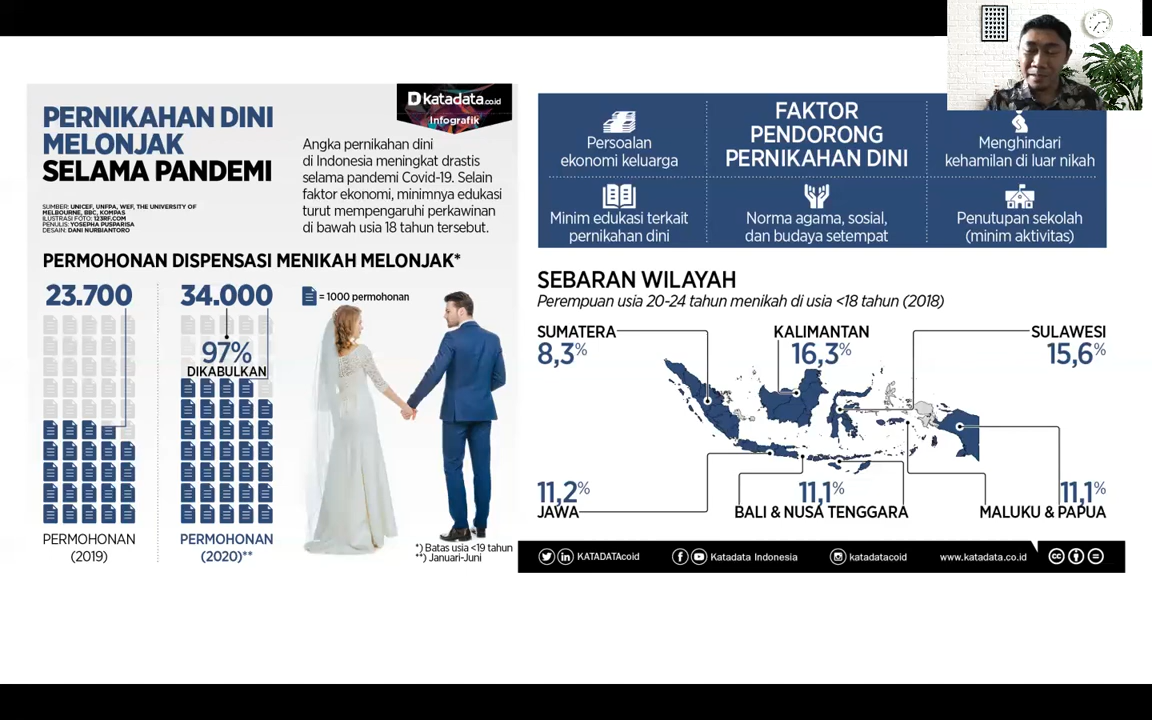 PERNIKAHAN DINI
MELONJAK
SELAMA PANDEMI
Dkatadata.co.id
Infografik
SUMBER: UNICEF, UNFPA, WEF, THE UNIVERSITY OF
MELBOURNE, BBC, KOMPAS
ILUSTRASI FOTO: 123RF.COM
PENULIS: YOSEPHA PUSPARISA
DESAIN: DANI NURBIANTORO
Angka pernikahan dini
di Indonesia meningkat drastis
selama pandemi Covid-19. Selain
faktor ekonomi, minimnya edukasi
turut mempengaruhi perkawinan
di bawah usia 18 tahun tersebut.
PERMOHONAN DISPENSASI MENIKAH MELONJAK*
23.700
34.000
= 1000 permohonan
97%
DIKABULKAN
PERMOHONAN
(2019)
PERMOHONAN
(2020)**
*) Batas usia <19 tahun
**) Januari-Juni
FAKTOR
PENDORONG
PERNIKAHAN DINI
Persoalan
ekonomi keluarga
Menghindari
kehamilan di luar nikah
Minim edukasi terkait
pernikahan dini
Norma agama, sosial,
dan budaya setempat
Penutupan sekolah
(minim aktivitas)
SEBARAN WILAYAH
Perempuan usia 20-24 tahun menikah di usia <18 tahun (2018)
SUMATERA
8,3%
KALIMANTAN
16,3%
SULAWESI
15,6%
11,2%
JAWA
11,1%
BALI & NUSA TENGGARA
11,1%
MALUKU & PAPUA
KATADATAcoid
Katadata Indonesia
katadatacoid
www.katadata.co.id